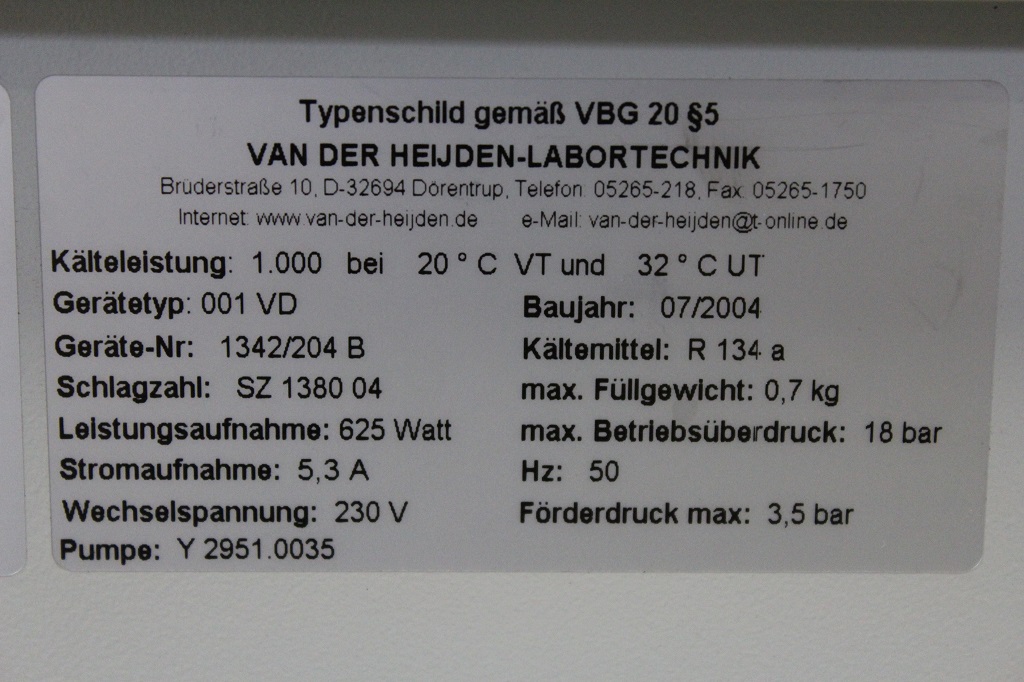 Typenschild gemäß VBG 20 §5
VAN DER HEIJDEN-LABORTECHNIK
Brüderstraße 10, D-32694 Dörentrup, Telefon: 05265-218, Fax: 05265-1750
Internet: www.van-der-heijden.de e-Mail: van-der-heijden@t-online.de
Kälteleistung: 1.000 bei 20 ° C VT und 32 ° C UT
Gerätetyp: 001 VD Baujahr: 07/2004
Geräte-Nr: 1342/204 B Kältemittel: R 134 a
Schlagzahl: SZ 1380 04 max. Füllgewicht: 0,7 kg
Leistungsaufnahme: 625 Watt max. Betriebsüberdruck: 18 bar
Stromaufnahme: 5,3 A Hz: 50
Wechselspannung: 230 V Förderdruck max: 3,5 bar
Pumpe: Y 2951.0035